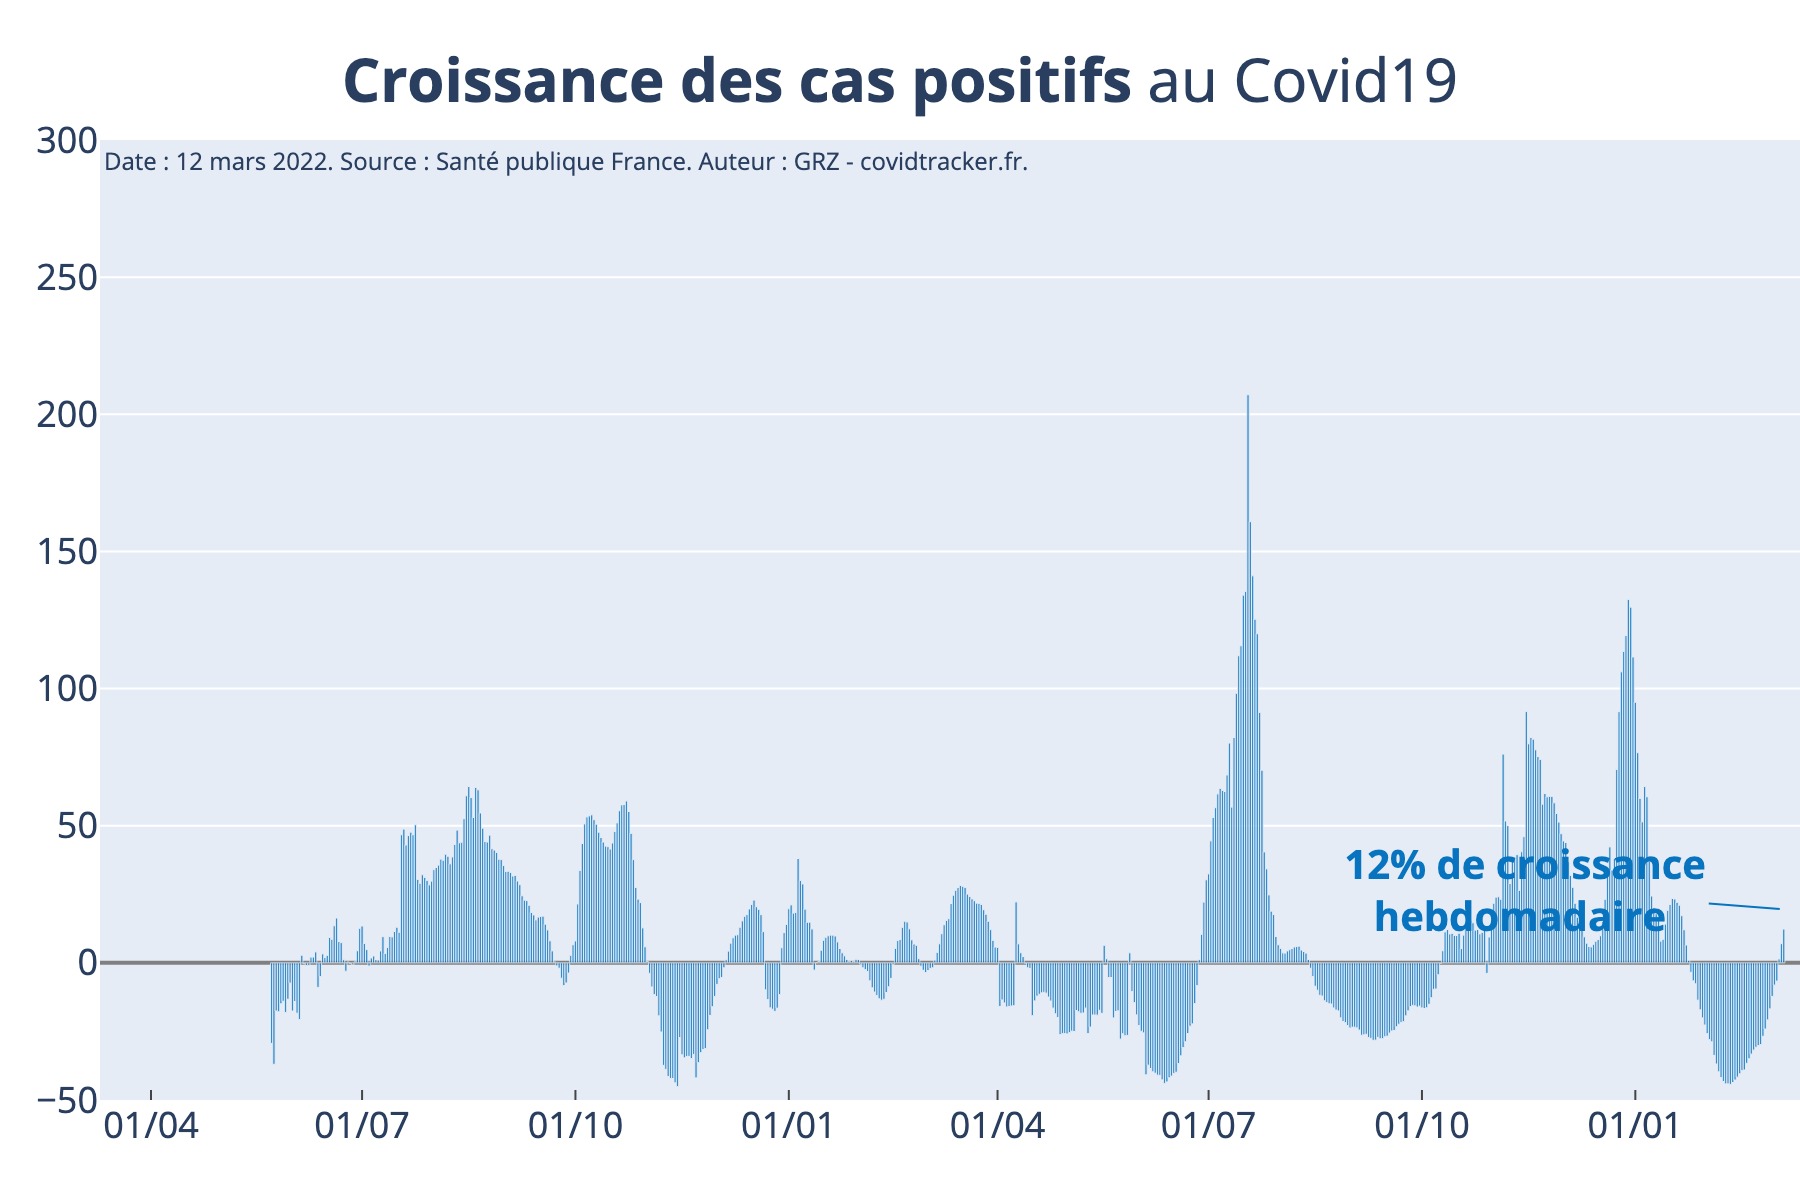 Croissance des cas positifs au Covid19
300
Date : 12 mars 2022. Source : Santé publique France. Auteur : GRZ - covidtracker.fr.
250
200
150
100
50
12% de croissance
hebdomadaire
0
−50
01/04 01/07 01/10 01/01 01/04 01/07 01/10 01/01